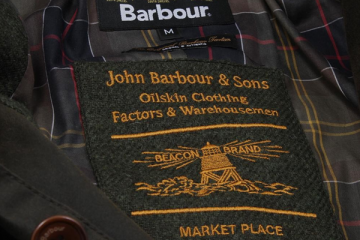 Barbour
M
John Barbour & Sons
Oilskin Clothing
Factors & Warehousemen
BEACON BRAND
MARKET PLACE